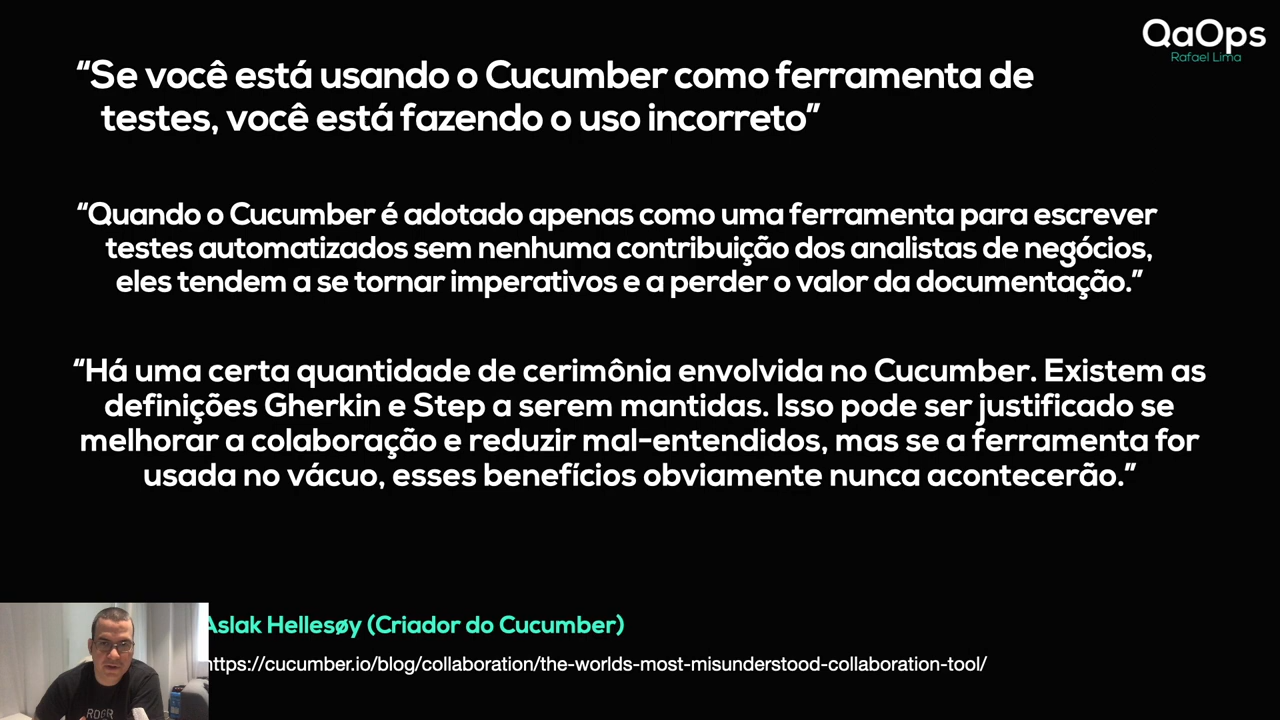 QaOps
Rafael Lima
“Se você está usando o Cucumber como ferramenta de
testes, você está fazendo o uso incorreto”
“Quando o Cucumber é adotado apenas como uma ferramenta para escrever
testes automatizados sem nenhuma contribuição dos analistas de negócios,
eles tendem a se tornar imperativos e a perder o valor da documentação.”
“Há uma certa quantidade de cerimônia envolvida no Cucumber. Existem as
definições Gherkin e Step a serem mantidas. Isso pode ser justificado se
melhorar a colaboração e reduzir mal-entendidos, mas se a ferramenta for
usada no vácuo, esses benefícios obviamente nunca acontecerão.”
Aslak Hellesøy (Criador do Cucumber)
https://cucumber.io/blog/collaboration/the-worlds-most-misunderstood-collaboration-tool/